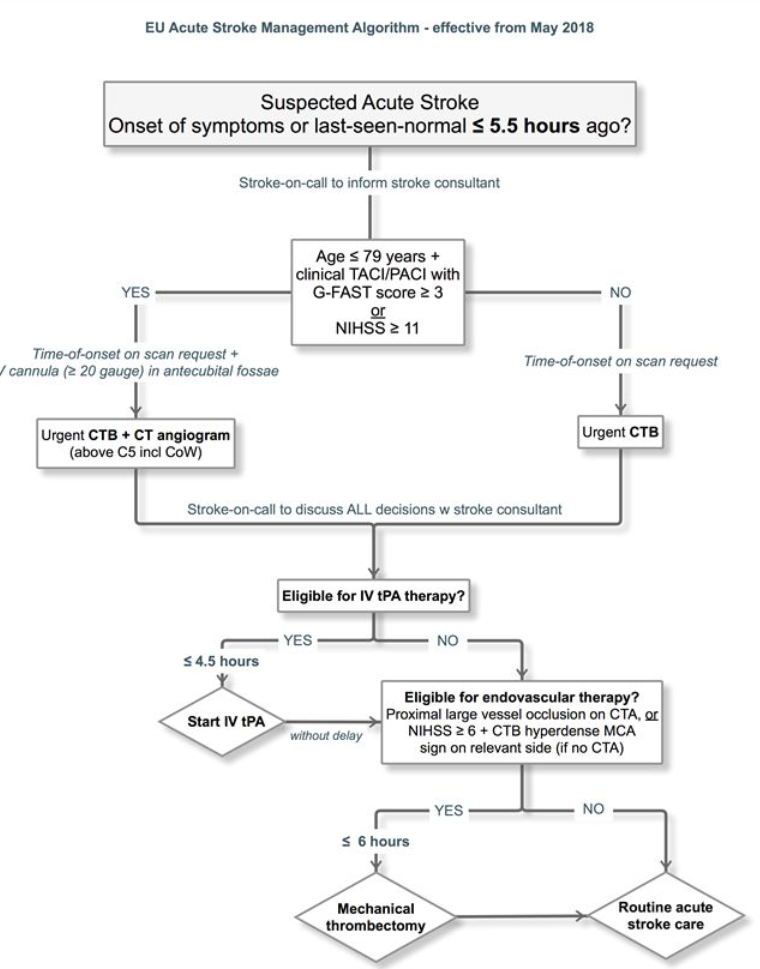 EU Acute Stroke Management Algorithm - effective from May 2018
Suspected Acute Stroke
Onset of symptoms or last-seen-normal ≤ 5.5 hours ago?
Stroke-on-call to inform stroke consultant
Age ≤ 79 years +
clinical TACI/PACI with
G-FAST score ≥ 3
or
NIHSS ≥ 11
YES
NO
Time-of-onset on scan request +
cannula (≥ 20 gauge) in antecubital fossae
Time-of-onset on scan request
Urgent CTB + CT angiogram
(above C5 incl CoW)
Urgent CTB
Stroke-on-call to discuss ALL decisions w stroke consultant
Eligible for IV tPA therapy?
YES
NO
≤ 4.5 hours
Start IV tPA
without delay
Eligible for endovascular therapy?
Proximal large vessel occlusion on CTA, or
NIHSS ≥ 6 + CTB hyperdense MCA
sign on relevant side (if no CTA)
YES
NO
≤ 6 hours
Mechanical
thrombectomy
Routine acute
stroke care